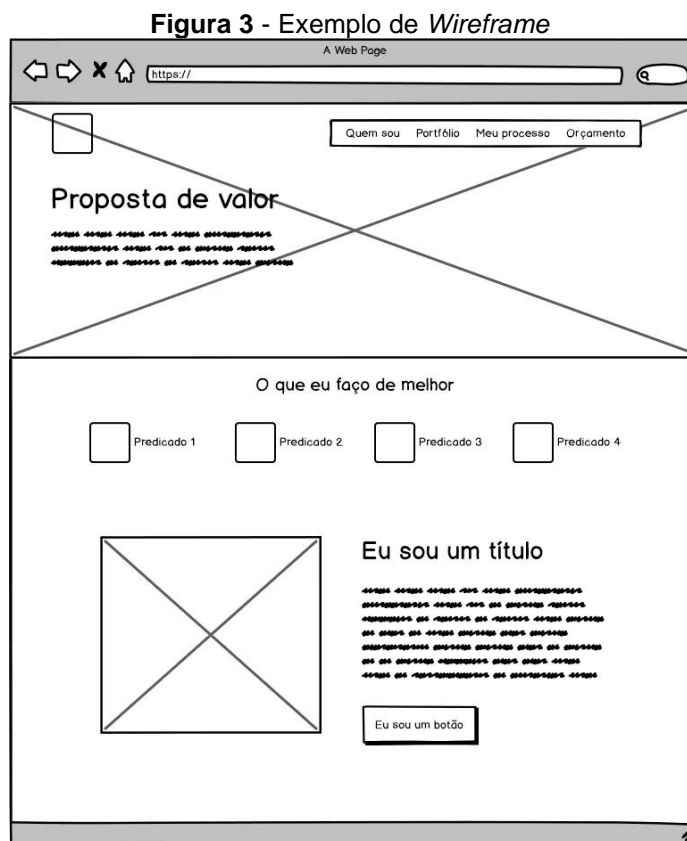 Figura 3 - Exemplo de Wireframe
A Web Page
https://
Quem sou Portfólio Meu processo Orçamento
Proposta de valor
O que eu faço de melhor
Predicado 1 Predicado 2 Predicado 3 Predicado 4
Eu sou um título
Eu sou um botão